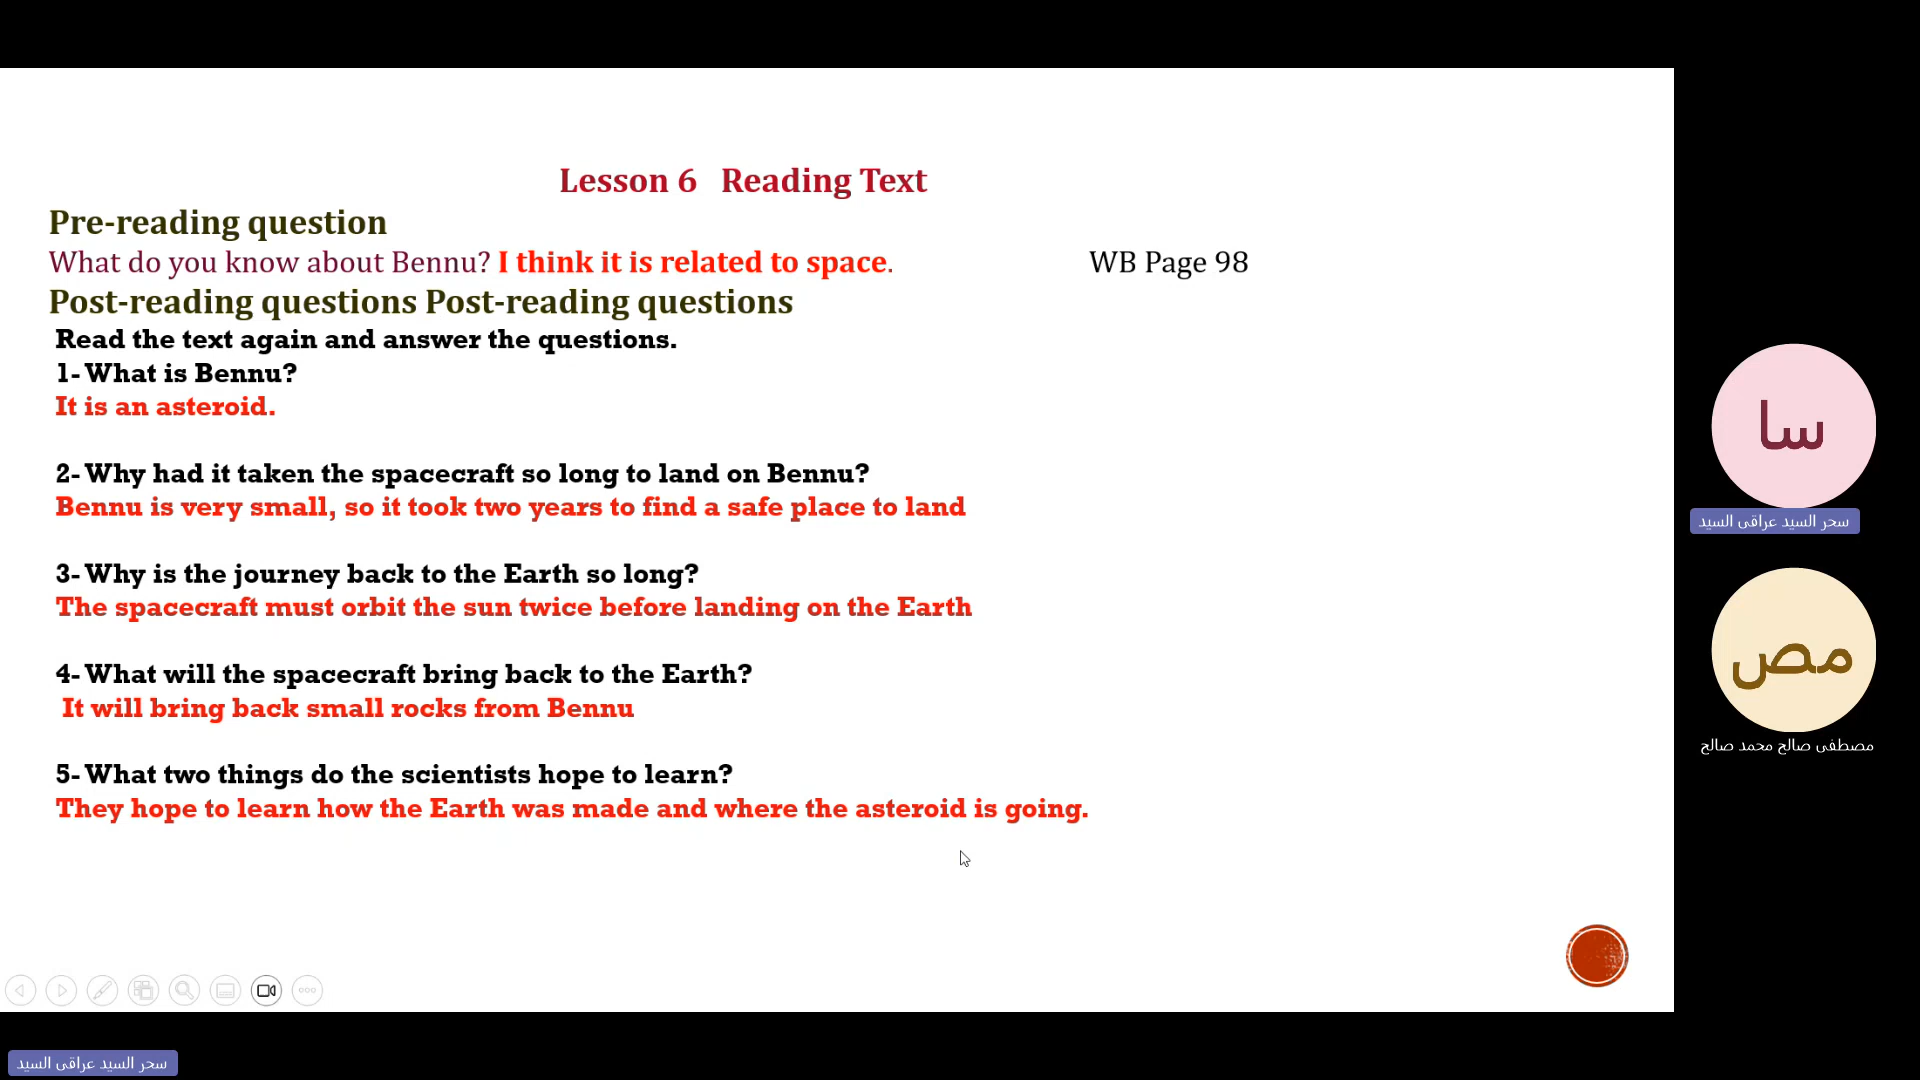 Lesson 6 Reading Text
Pre-reading question
What do you know about Bennu? I think it is related to space. WB Page 98
Post-reading questions Post-reading questions
Read the text again and answer the questions.
1- What is Bennu?
It is an asteroid.
2- Why had it taken the spacecraft so long to land on Bennu?
Bennu is very small, so it took two years to find a safe place to land
3- Why is the journey back to the Earth so long?
The spacecraft must orbit the sun twice before landing on the Earth
4- What will the spacecraft bring back to the Earth?
It will bring back small rocks from Bennu
5- What two things do the scientists hope to learn?
They hope to learn how the Earth was made and where the asteroid is going.
سا
سحر السيد عراقى السيد
مص
مصطفى صالح محمد صالح
سحر السيد عراقى السيد